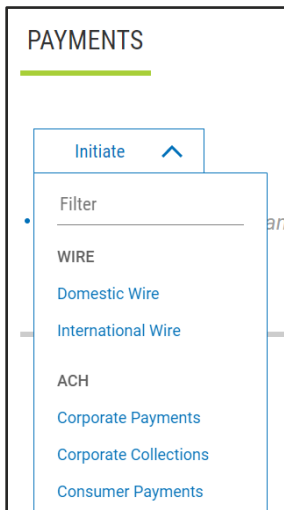 PAYMENTS
Initiate
Filter
WIRE
Domestic Wire
International Wire
ACH
Corporate Payments
Corporate Collections
Consumer Payments